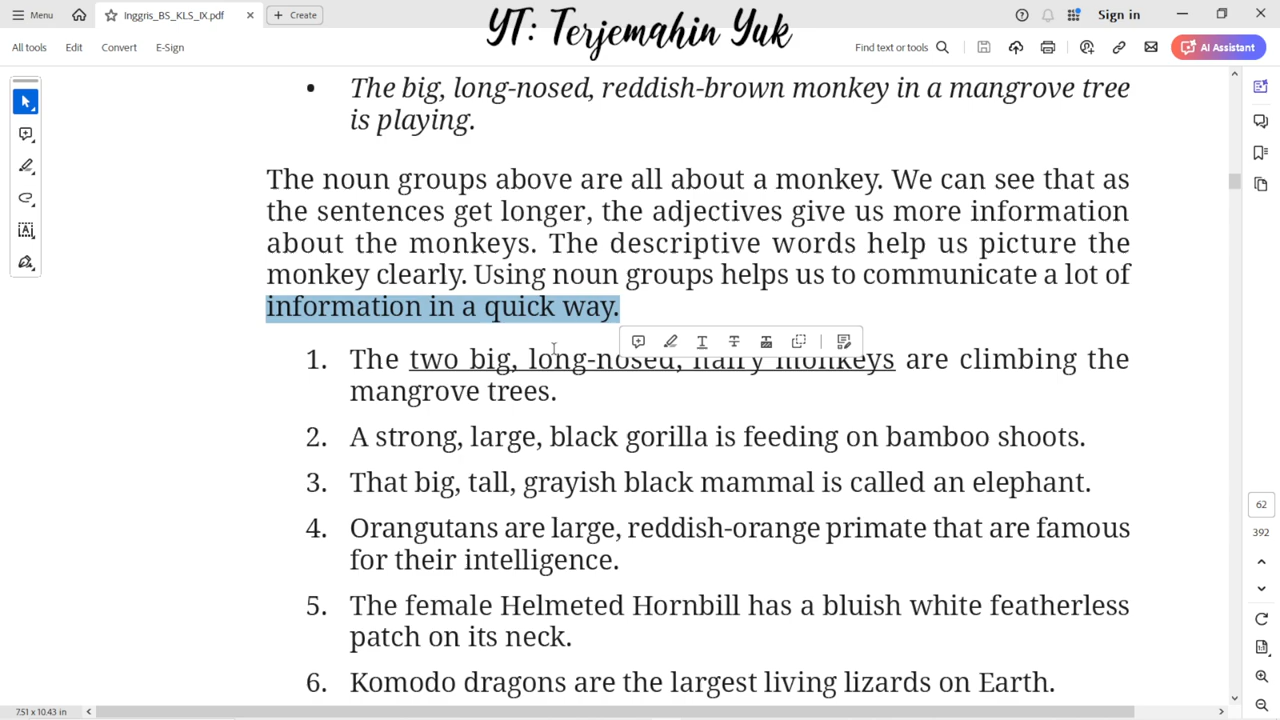 Menu
Inggris_BS_KLS_IX.pdf
Create
YT: Terjemahin Yuk
Sign in
All tools
Edit
Convert
E-Sign
Find text or tools
AI Assistant
• The big, long-nosed, reddish-brown monkey in a mangrove tree
is playing.
The noun groups above are all about a monkey. We can see that as
the sentences get longer, the adjectives give us more information
about the monkeys. The descriptive words help us picture the
monkey clearly. Using noun groups helps us to communicate a lot of
information in a quick way.
1. The two big, long-nosed, hairy monkeys are climbing the
mangrove trees.
2. A strong, large, black gorilla is feeding on bamboo shoots.
3. That big, tall, grayish black mammal is called an elephant.
4. Orangutans are large, reddish-orange primate that are famous
for their intelligence.
5. The female Helmeted Hornbill has a bluish white featherless
patch on its neck.
6. Komodo dragons are the largest living lizards on Earth.
62
392
7.51 x 10.43 in